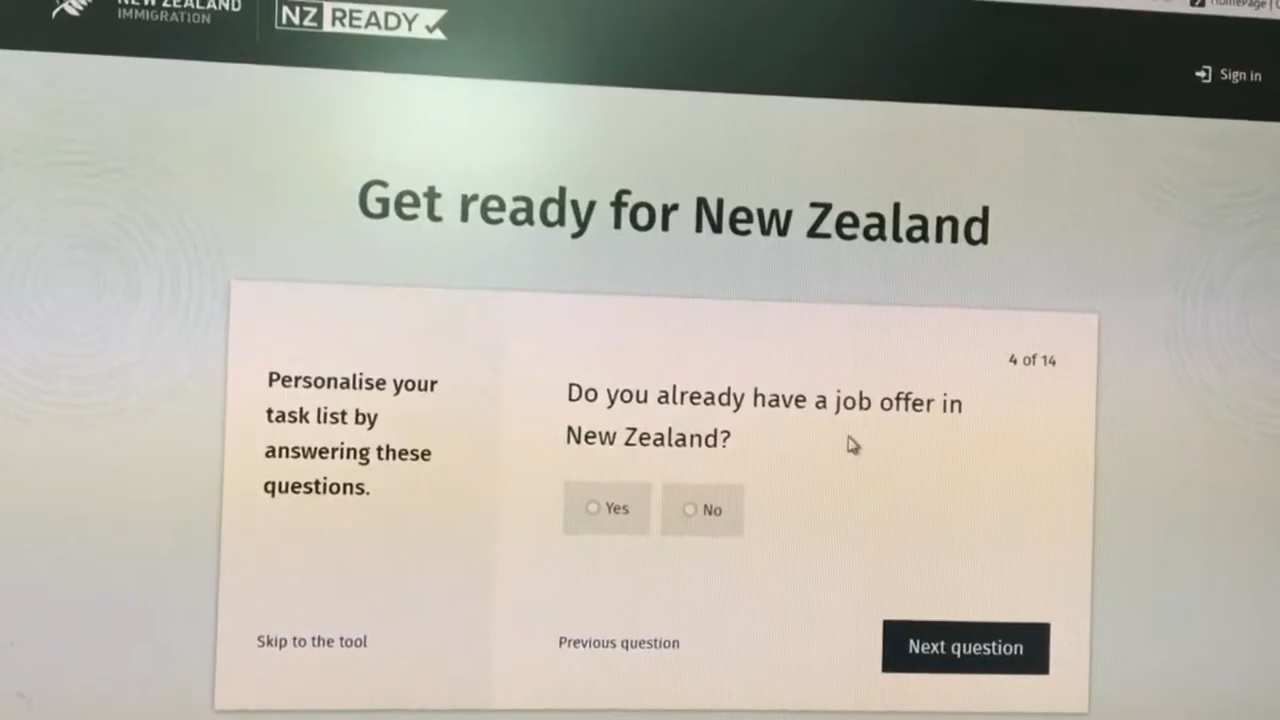 NEW ZEALAND
IMMIGRATION
NZ READY
HomePage |
Sign in
Get ready for New Zealand
4 of 14
Personalise your
task list by
answering these
questions.
Do you already have a job offer in
New Zealand?
Yes
No
Skip to the tool
Previous question
Next question